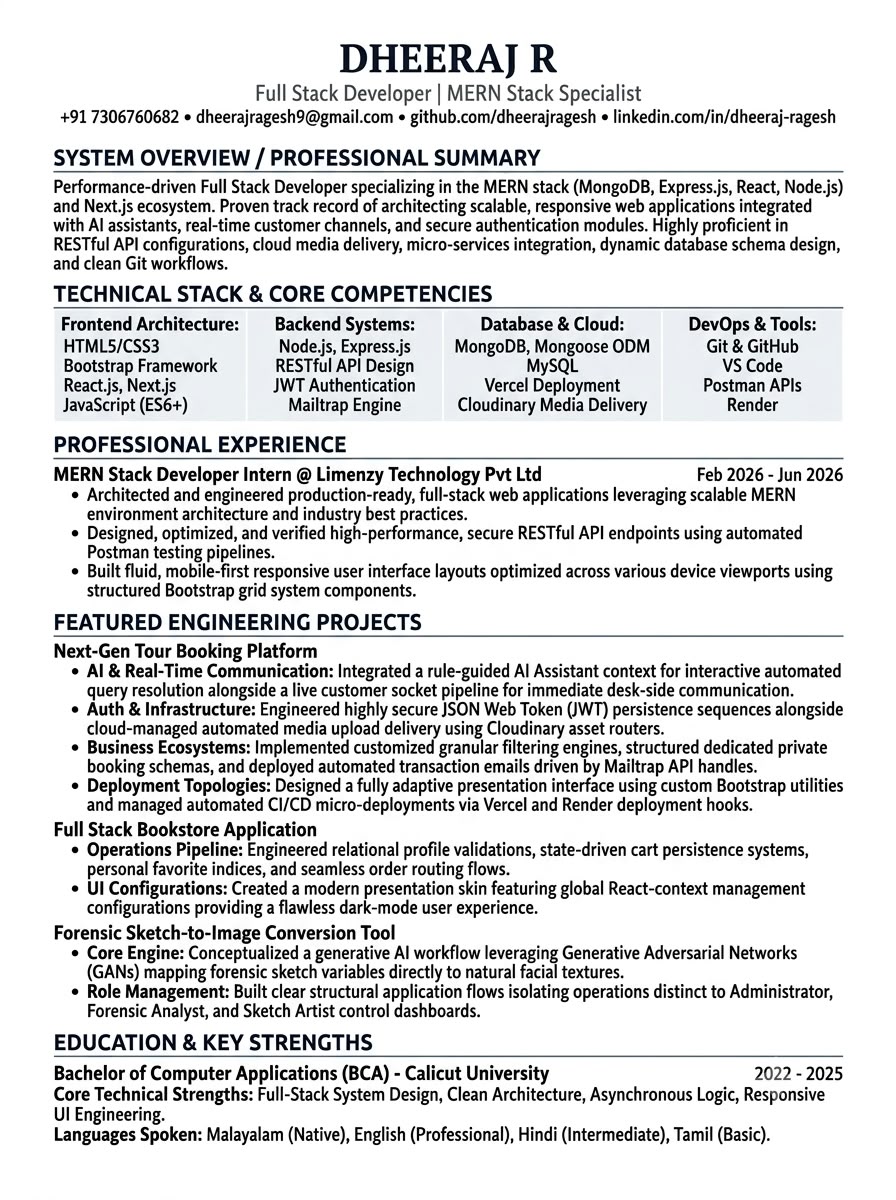 DHEERAJ R
Full Stack Developer | MERN Stack Specialist
+91 7306760682 • dheerajragesh9@gmail.com • github.com/dheerajragesh • linkedin.com/in/dheeraj-ragesh
SYSTEM OVERVIEW / PROFESSIONAL SUMMARY
Performance-driven Full Stack Developer specializing in the MERN stack (MongoDB, Express.js, React, Node.js)
and Next.js ecosystem. Proven track record of architecting scalable, responsive web applications integrated
with AI assistants, real-time customer channels, and secure authentication modules. Highly proficient in
RESTful API configurations, cloud media delivery, micro-services integration, dynamic database schema design,
and clean Git workflows.
TECHNICAL STACK & CORE COMPETENCIES
Frontend Architecture:
HTML5/CSS3
Bootstrap Framework
React.js, Next.js
JavaScript (ES6+)
Backend Systems:
Node.js, Express.js
RESTful API Design
JWT Authentication
Mailtrap Engine
Database & Cloud:
MongoDB, Mongoose ODM
MySQL
Vercel Deployment
Cloudinary Media Delivery
DevOps & Tools:
Git & GitHub
VS Code
Postman APIs
Render
PROFESSIONAL EXPERIENCE
MERN Stack Developer Intern @ Limenzy Technology Pvt Ltd Feb 2026 - Jun 2026
• Architected and engineered production-ready, full-stack web applications leveraging scalable MERN
environment architecture and industry best practices.
• Designed, optimized, and verified high-performance, secure RESTful API endpoints using automated
Postman testing pipelines.
• Built fluid, mobile-first responsive user interface layouts optimized across various device viewports using
structured Bootstrap grid system components.
FEATURED ENGINEERING PROJECTS
Next-Gen Tour Booking Platform
• AI & Real-Time Communication: Integrated a rule-guided AI Assistant context for interactive automated
query resolution alongside a live customer socket pipeline for immediate desk-side communication.
• Auth & Infrastructure: Engineered highly secure JSON Web Token (JWT) persistence sequences alongside
cloud-managed automated media upload delivery using Cloudinary asset routers.
• Business Ecosystems: Implemented customized granular filtering engines, structured dedicated private
booking schemas, and deployed automated transaction emails driven by Mailtrap API handles.
• Deployment Topologies: Designed a fully adaptive presentation interface using custom Bootstrap utilities
and managed automated CI/CD micro-deployments via Vercel and Render deployment hooks.
Full Stack Bookstore Application
• Operations Pipeline: Engineered relational profile validations, state-driven cart persistence systems,
personal favorite indices, and seamless order routing flows.
• UI Configurations: Created a modern presentation skin featuring global React-context management
configurations providing a flawless dark-mode user experience.
Forensic Sketch-to-Image Conversion Tool
• Core Engine: Conceptualized a generative AI workflow leveraging Generative Adversarial Networks
(GANs) mapping forensic sketch variables directly to natural facial textures.
• Role Management: Built clear structural application flows isolating operations distinct to Administrator,
Forensic Analyst, and Sketch Artist control dashboards.
EDUCATION & KEY STRENGTHS
Bachelor of Computer Applications (BCA) - Calicut University 2022 - 2025
Core Technical Strengths: Full-Stack System Design, Clean Architecture, Asynchronous Logic, Responsive
UI Engineering.
Languages Spoken: Malayalam (Native), English (Professional), Hindi (Intermediate), Tamil (Basic).